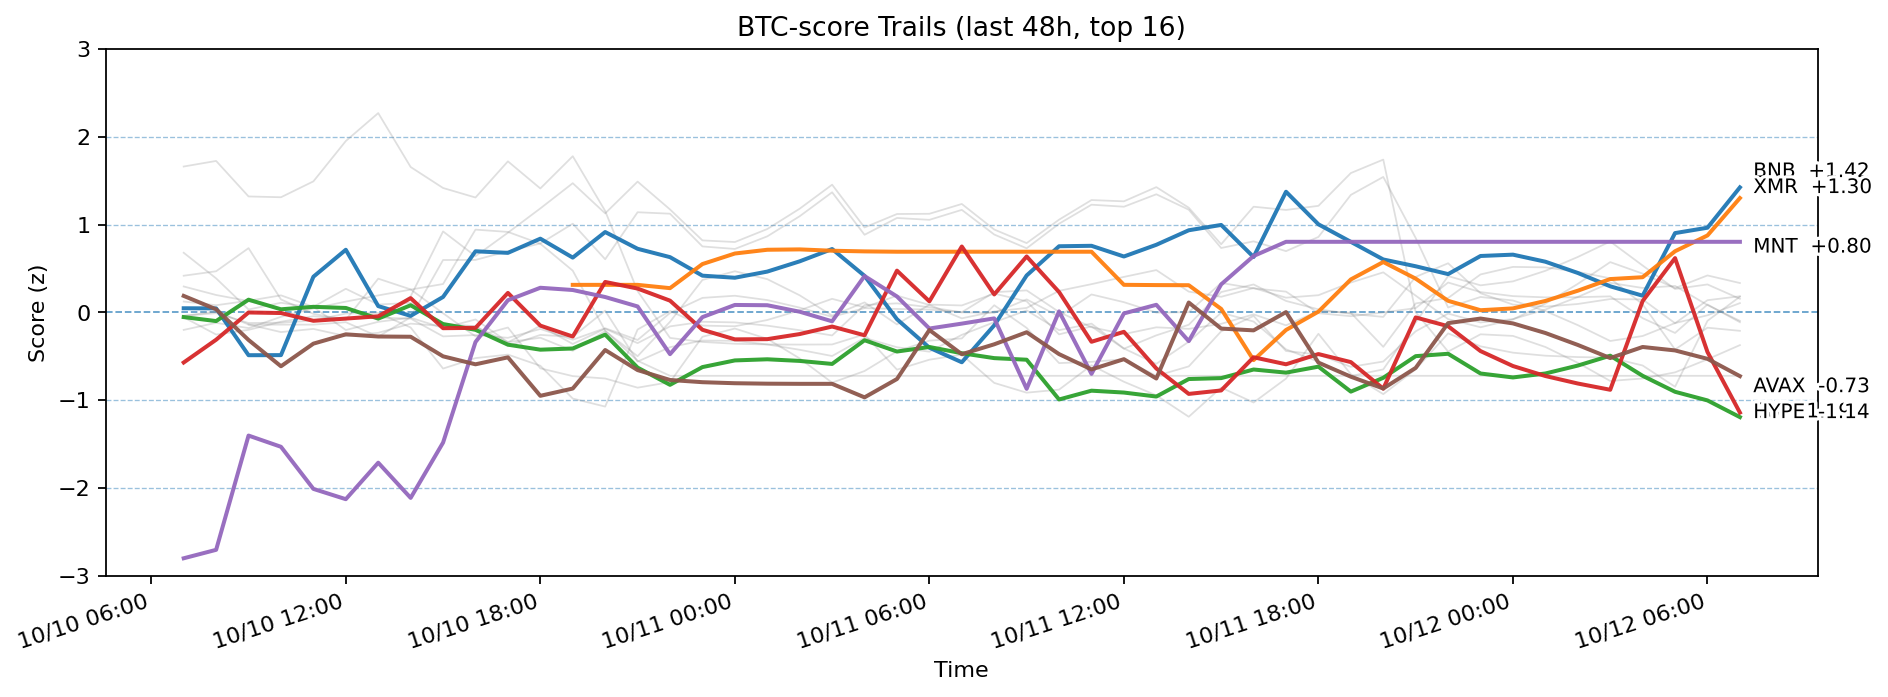 BTC-score Trails (last 48h, top 16)
3
2
1
0
−1
−2
−3
Score (z)
BNB +1.42
XMR +1.30
MNT +0.80
AVAX -0.73
HYPE -1.14
10/10 06:00
10/10 12:00
10/10 18:00
10/11 00:00
10/11 06:00
10/11 12:00
10/11 18:00
10/12 00:00
10/12 06:00
Time